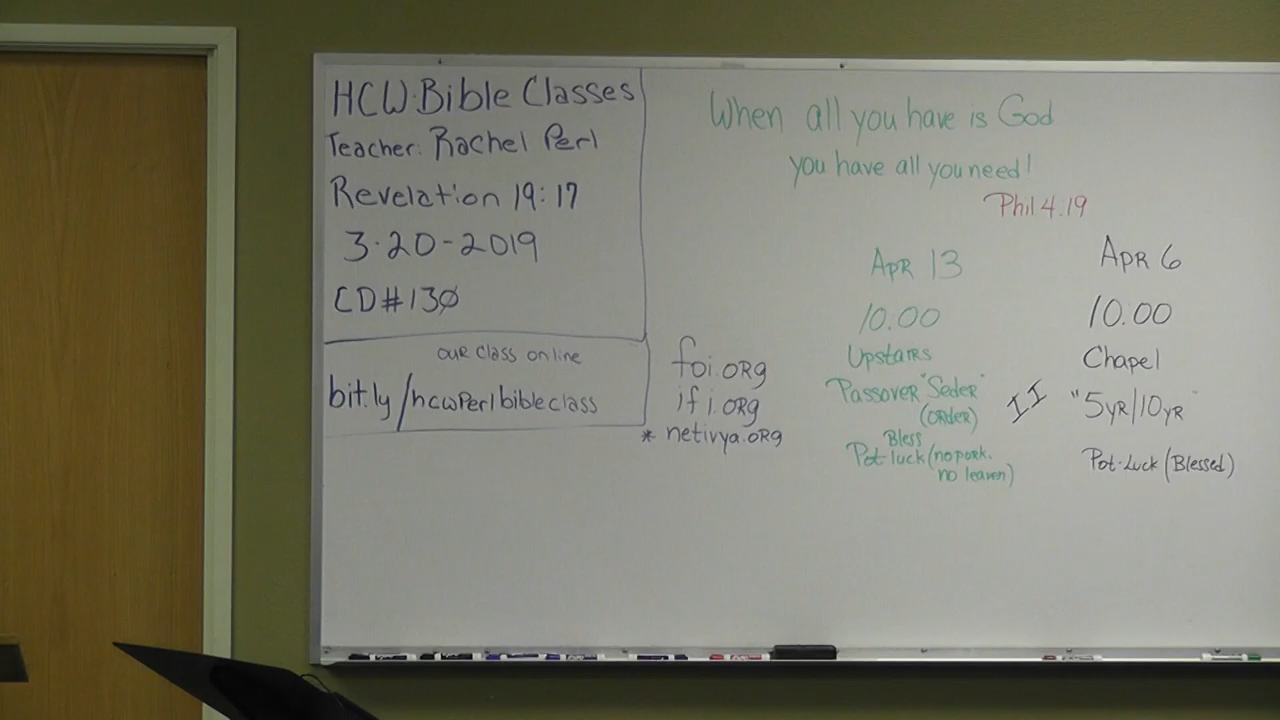 HCW Bible Classes
Teacher: Rachel Perl
Revelation 19:17
3-20-2019
CD#130
our class online
bit.ly/hcwPerlbibleclass
When all you have is God
you have all you need!
Phil 4.19
foi.ORg
ifi.ORg
* netivya.ORg
APR 13
10.00
Upstairs
Passover "Seder"
(ORdeR)
Bless
Pot-luck (no pork.
no leaven)
II
APR 6
10.00
Chapel
"5yR/10yR"
Pot-Luck (Blessed)